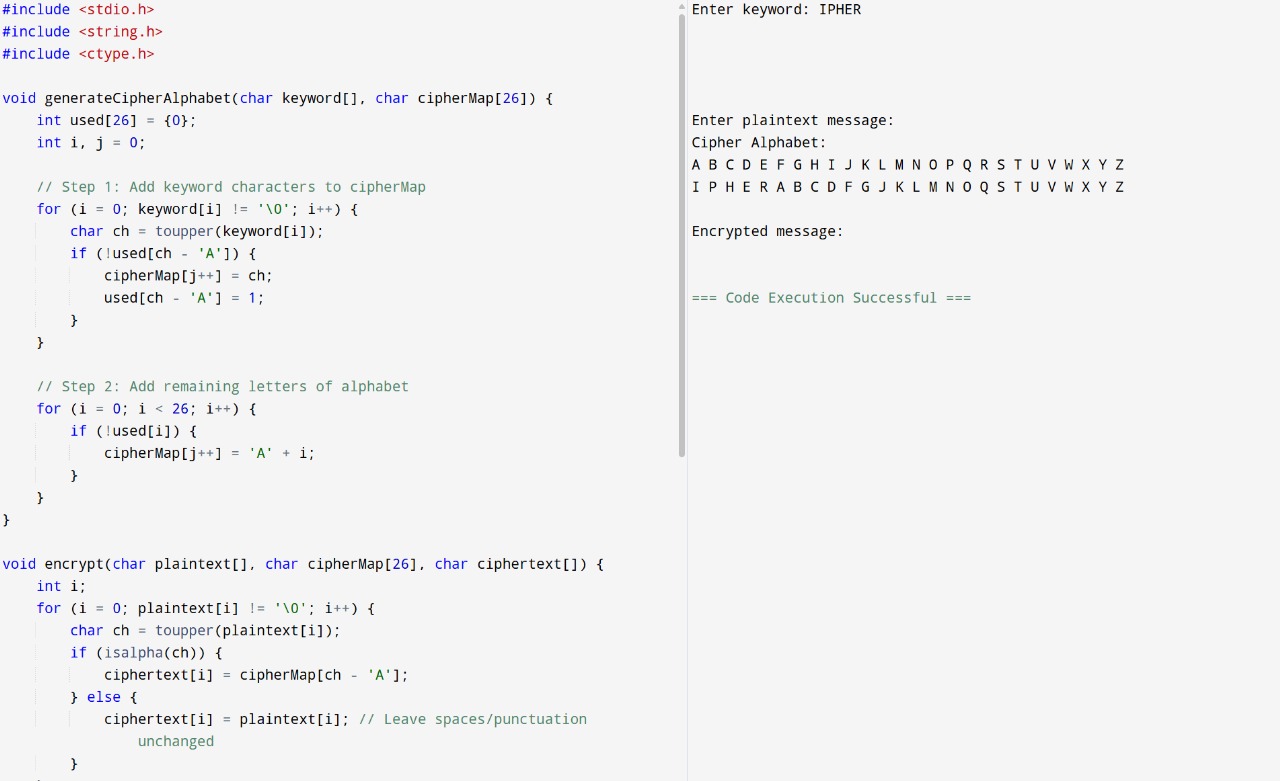 #include <stdio.h>
#include <string.h>
#include <ctype.h>

void generateCipherAlphabet(char keyword[], char cipherMap[26]) {
    int used[26] = {0};
    int i, j = 0;

    // Step 1: Add keyword characters to cipherMap
    for (i = 0; keyword[i] != '\0'; i++) {
        char ch = toupper(keyword[i]);
        if (!used[ch - 'A']) {
            cipherMap[j++] = ch;
            used[ch - 'A'] = 1;
        }
    }

    // Step 2: Add remaining letters of alphabet
    for (i = 0; i < 26; i++) {
        if (!used[i]) {
            cipherMap[j++] = 'A' + i;
        }
    }
}

void encrypt(char plaintext[], char cipherMap[26], char ciphertext[]) {
    int i;
    for (i = 0; plaintext[i] != '\0'; i++) {
        char ch = toupper(plaintext[i]);
        if (isalpha(ch)) {
            ciphertext[i] = cipherMap[ch - 'A'];
        } else {
            ciphertext[i] = plaintext[i]; // Leave spaces/punctuation
                unchanged
        }

Enter keyword: IPHER

Enter plaintext message:
Cipher Alphabet:
A B C D E F G H I J K L M N O P Q R S T U V W X Y Z
I P H E R A B C D F G J K L M N O Q S T U V W X Y Z

Encrypted message:

=== Code Execution Successful ===